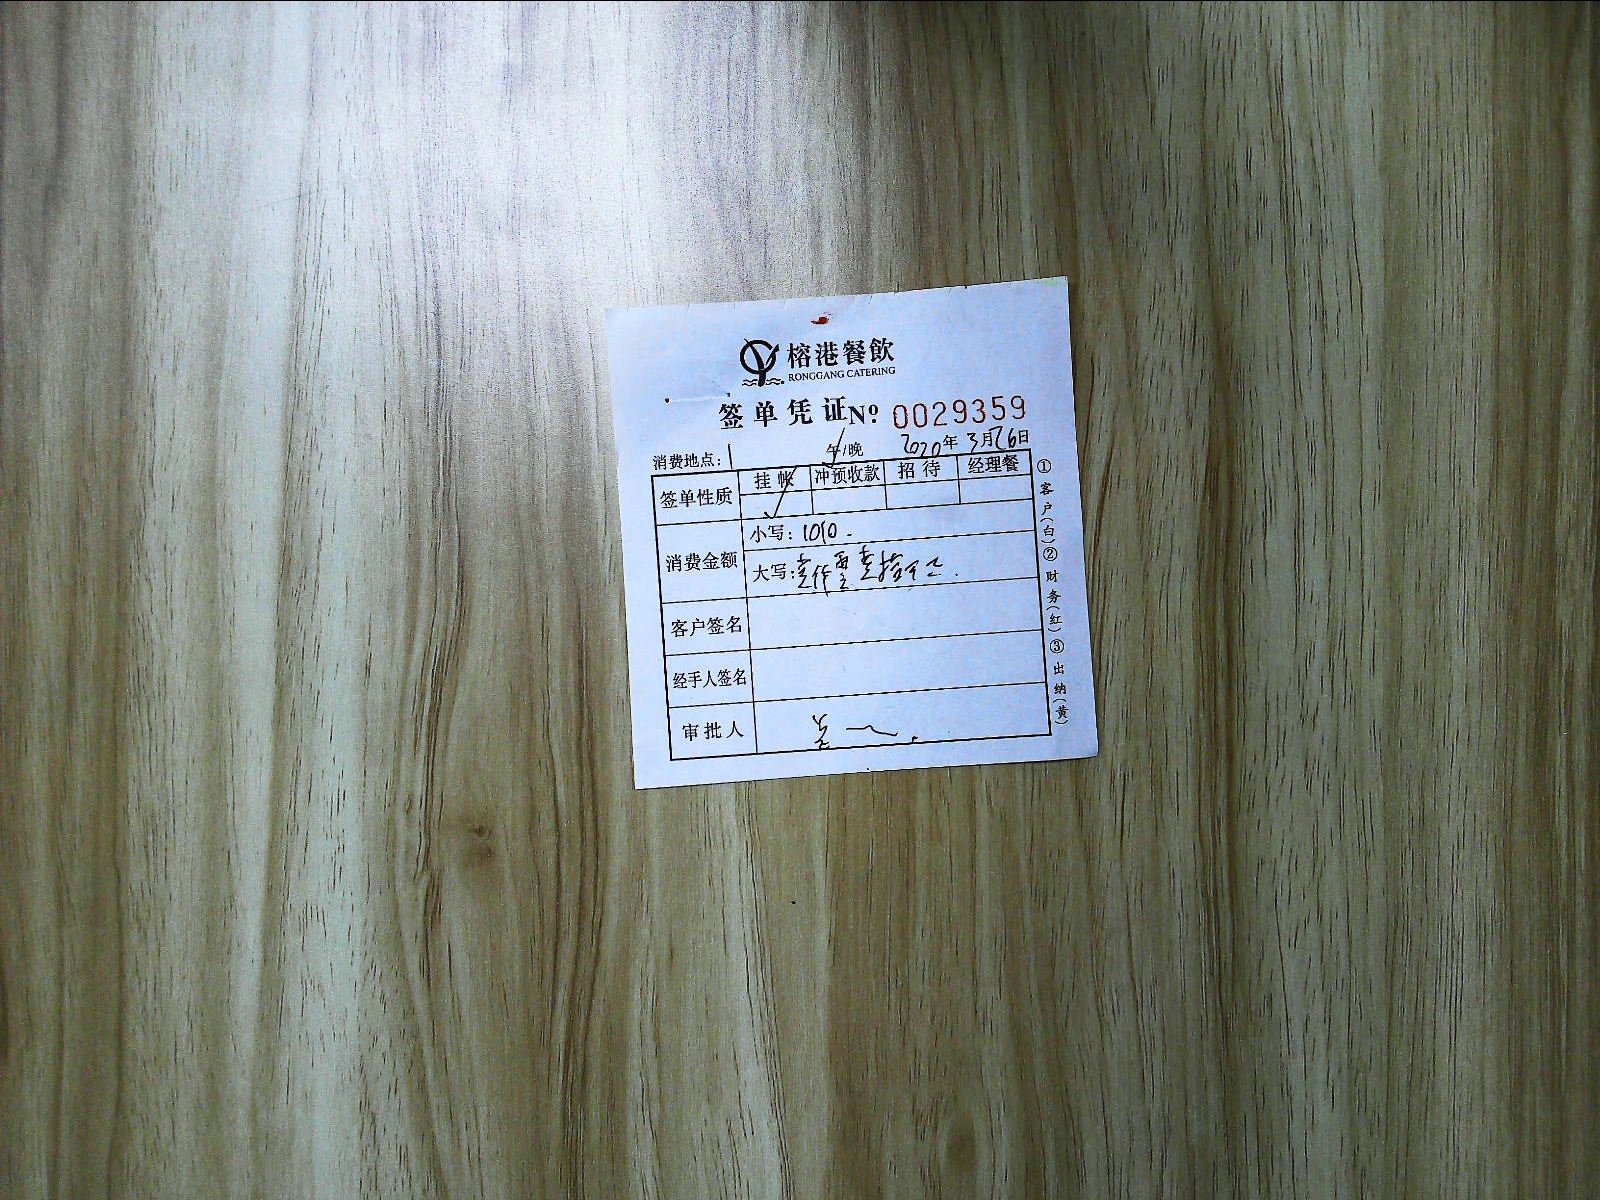 榕港餐飲
RONGGANG CATERING
签单凭证 Nº 0029359
消费地点: 午/晚 2020年3月26日
签单性质 挂帐 冲预收款 招待 经理餐
消费金额 小写: 1010.
大写: 壹仟零壹拾元正.
客户签名
经手人签名
审批人
①客户(白)②财务(红)③出纳(黄)